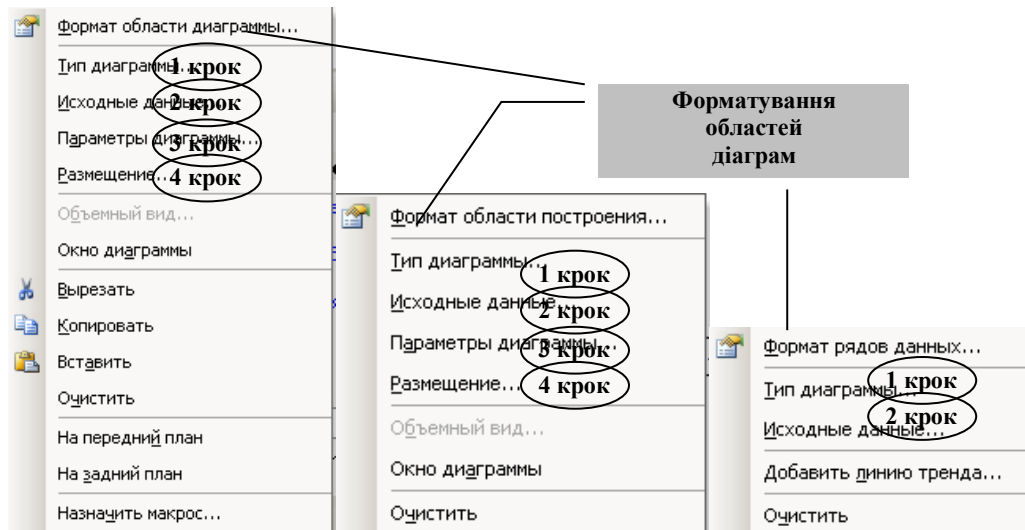 Формат области диаграммы...
Тип диаграммы...
1 крок
Исходные данные...
2 крок
Параметры диаграммы...
3 крок
Размещение...
4 крок
Объемный вид...
Окно диаграммы
Вырезать
Копировать
Вставить
Очистить
На передний план
На задний план
Назначить макрос...
Форматування
областей
діаграм
Формат области построения...
Тип диаграммы...
1 крок
Исходные данные...
2 крок
Параметры диаграммы...
3 крок
Размещение...
4 крок
Объемный вид...
Окно диаграммы
Очистить
Формат рядов данных...
Тип диаграммы...
1 крок
Исходные данные...
2 крок
Добавить линию тренда...
Очистить